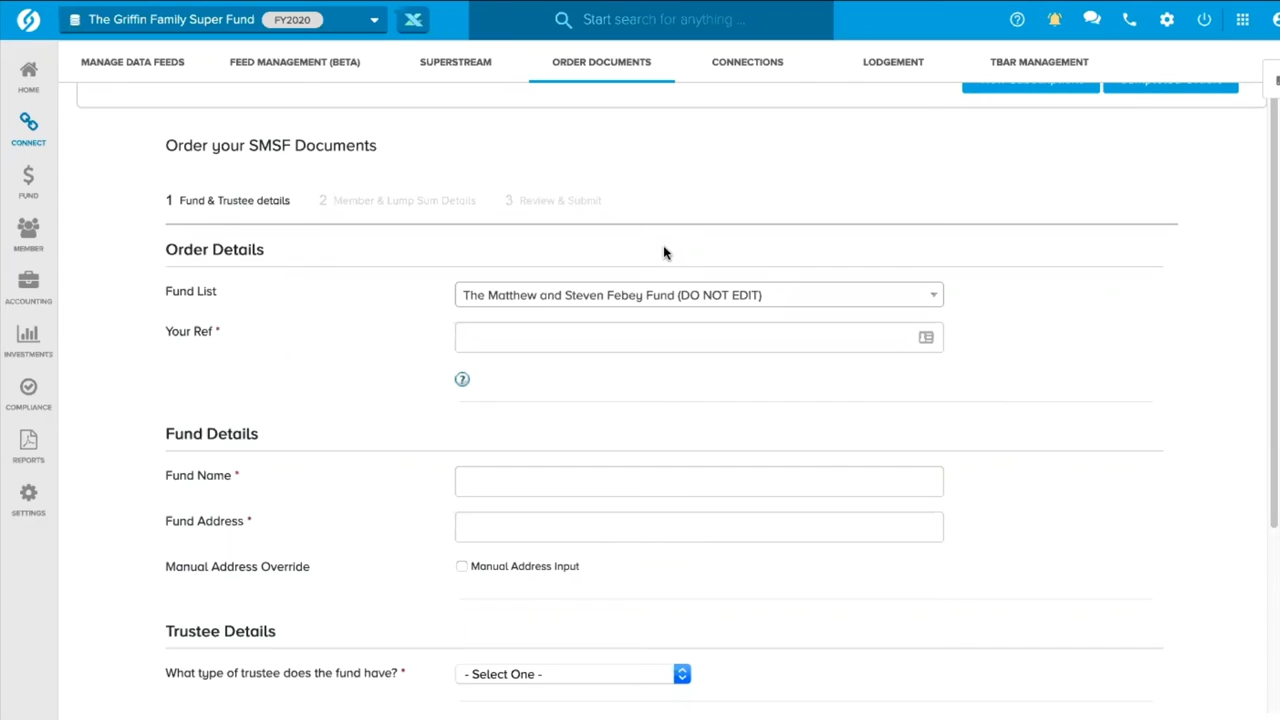 The Griffin Family Super Fund FY2020
Start search for anything ...
MANAGE DATA FEEDS FEED MANAGEMENT (BETA) SUPERSTREAM ORDER DOCUMENTS CONNECTIONS LODGEMENT TBAR MANAGEMENT
HOME
CONNECT
FUND
MEMBER
ACCOUNTING
INVESTMENTS
COMPLIANCE
REPORTS
SETTINGS
Order your SMSF Documents
1 Fund & Trustee details 2 Member & Lump Sum Details 3 Review & Submit
Order Details
Fund List The Matthew and Steven Febey Fund (DO NOT EDIT)
Your Ref *
Fund Details
Fund Name *
Fund Address *
Manual Address Override Manual Address Input
Trustee Details
What type of trustee does the fund have? * - Select One -